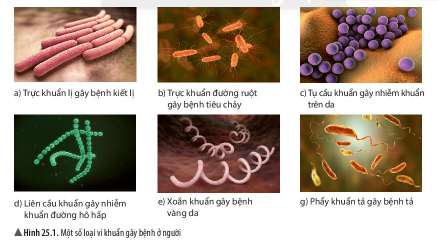 a) Trực khuẩn lị gây bệnh kiết lị
b) Trực khuẩn đường ruột
gây bệnh tiêu chảy
c) Tụ cầu khuẩn gây nhiễm khuẩn
trên da
d) Liên cầu khuẩn gây nhiễm
khuẩn đường hô hấp
e) Xoắn khuẩn gây bệnh
vàng da
g) Phẩy khuẩn tả gây bệnh tả
▲ Hình 25.1. Một số loại vi khuẩn gây bệnh ở người